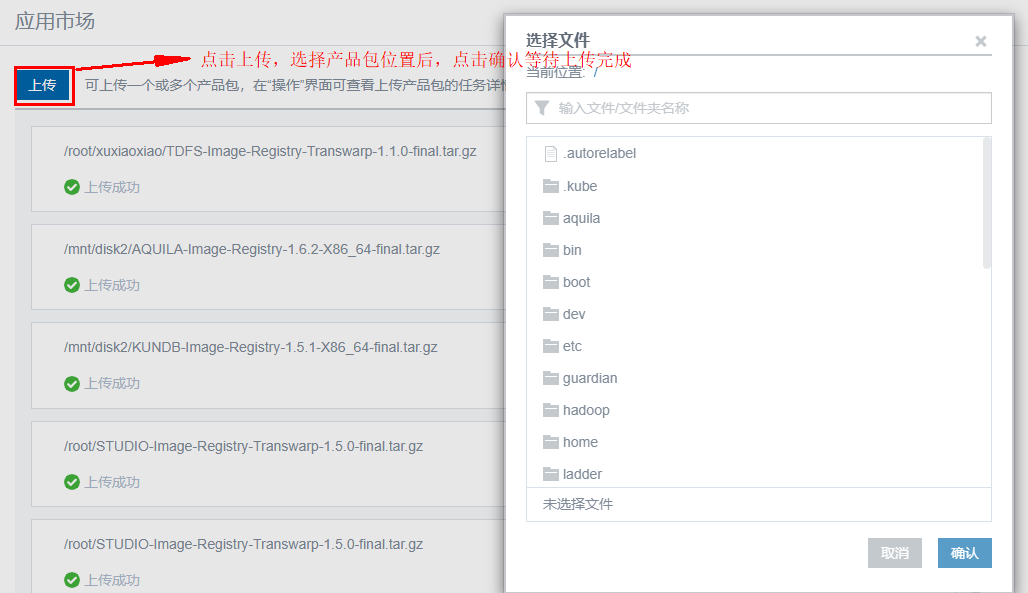 应用市场
上传
可上传一个或多个产品包，在“操作”界面可查看上传产品包的任务详情
点击上传，选择产品包位置后，点击确认等待上传完成
/root/xuxiaoxiao/TDFS-Image-Registry-Transwarp-1.1.0-final.tar.gz
上传成功
/mnt/disk2/AQUILA-Image-Registry-1.6.2-X86_64-final.tar.gz
上传成功
/mnt/disk2/KUNDB-Image-Registry-1.5.1-X86_64-final.tar.gz
上传成功
/root/STUDIO-Image-Registry-Transwarp-1.5.0-final.tar.gz
上传成功
/root/STUDIO-Image-Registry-Transwarp-1.5.0-final.tar.gz
上传成功
选择文件
×
当前位置: /
输入文件/文件夹名称
.autorelabel
.kube
aquila
bin
boot
dev
etc
guardian
hadoop
home
ladder
未选择文件
取消
确认